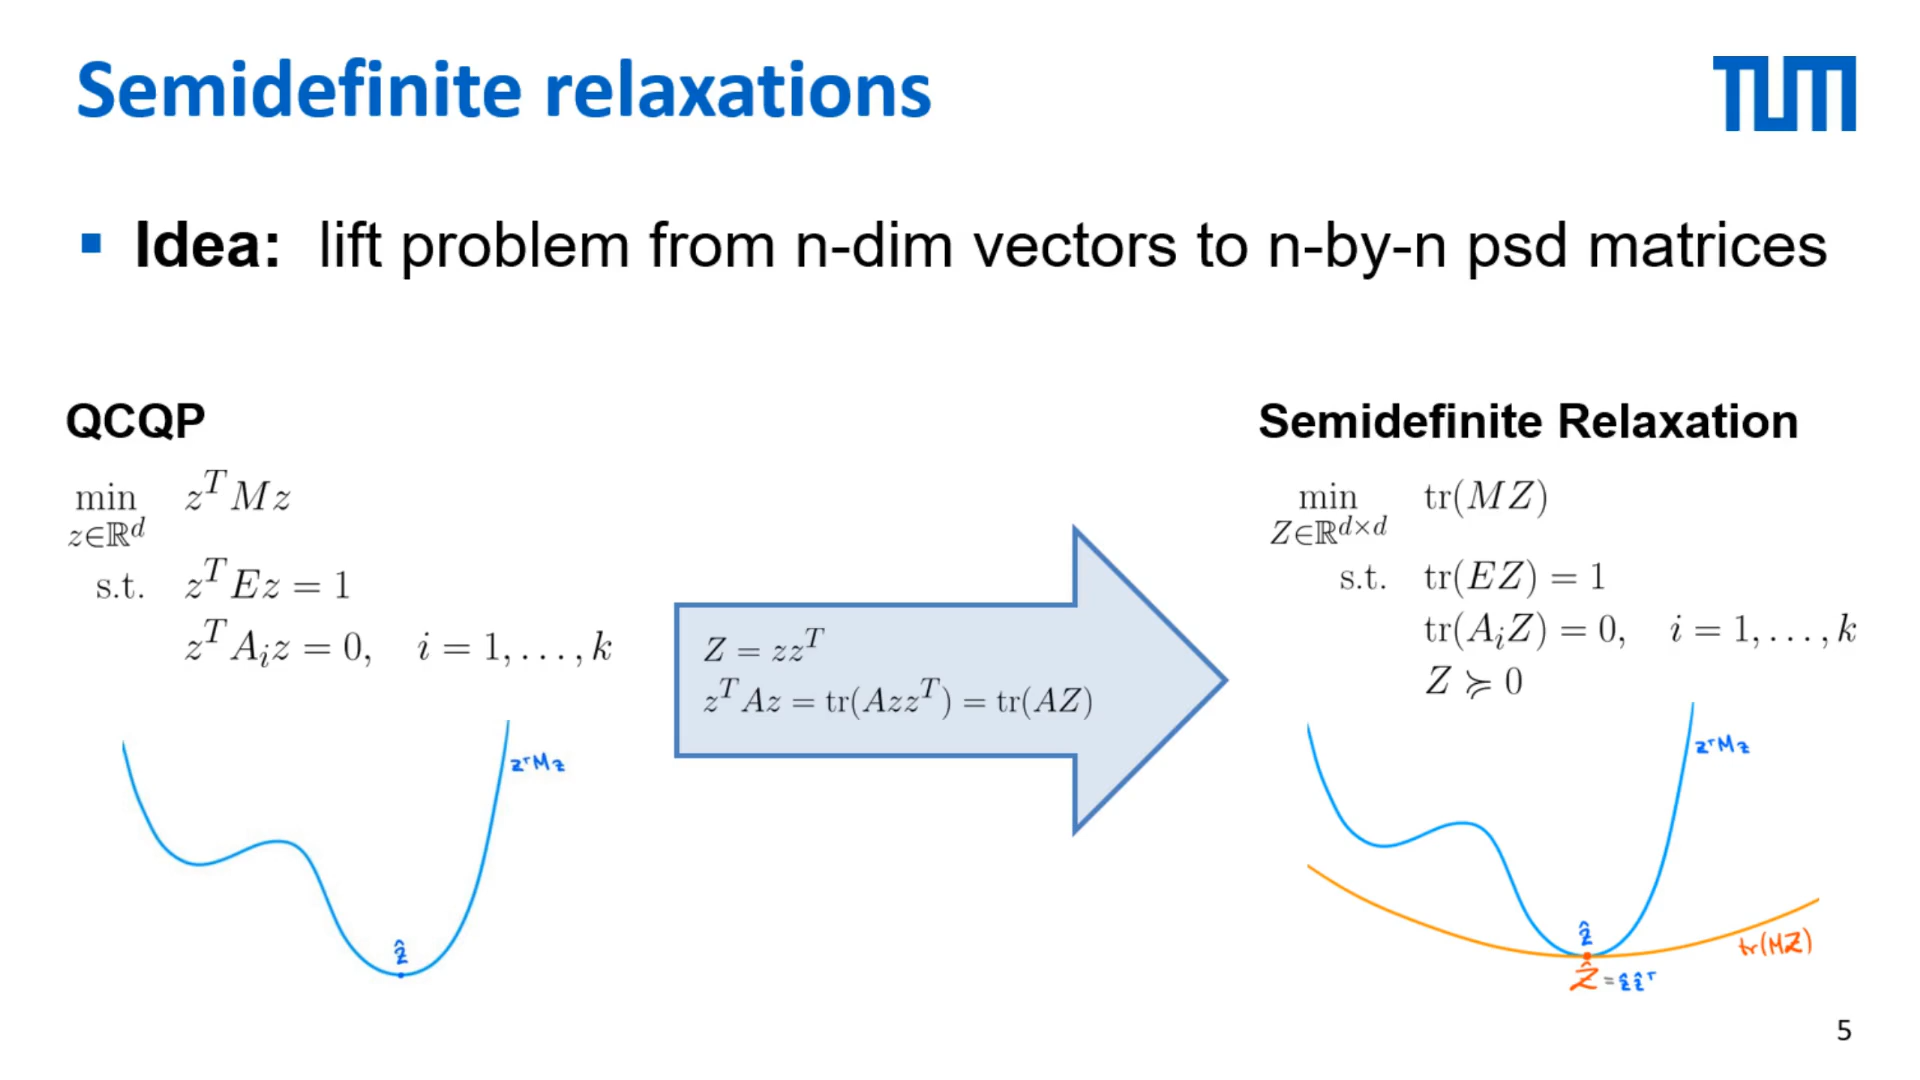 Semidefinite relaxations
TUM
▪ Idea: lift problem from n-dim vectors to n-by-n psd matrices
QCQP
min z^T M z
z∈ℝ^d
s.t. z^T E z = 1
z^T A_i z = 0, i = 1, . . . , k
z^T M z
ẑ
Z = zz^T
z^T Az = tr(Azz^T) = tr(AZ)
Semidefinite Relaxation
min tr(MZ)
Z∈ℝ^{d×d}
s.t. tr(EZ) = 1
tr(A_i Z) = 0, i = 1, . . . , k
Z ≽ 0
z^T M z
ẑ
tr(MZ)
Ẑ = ẑẑ^T
5